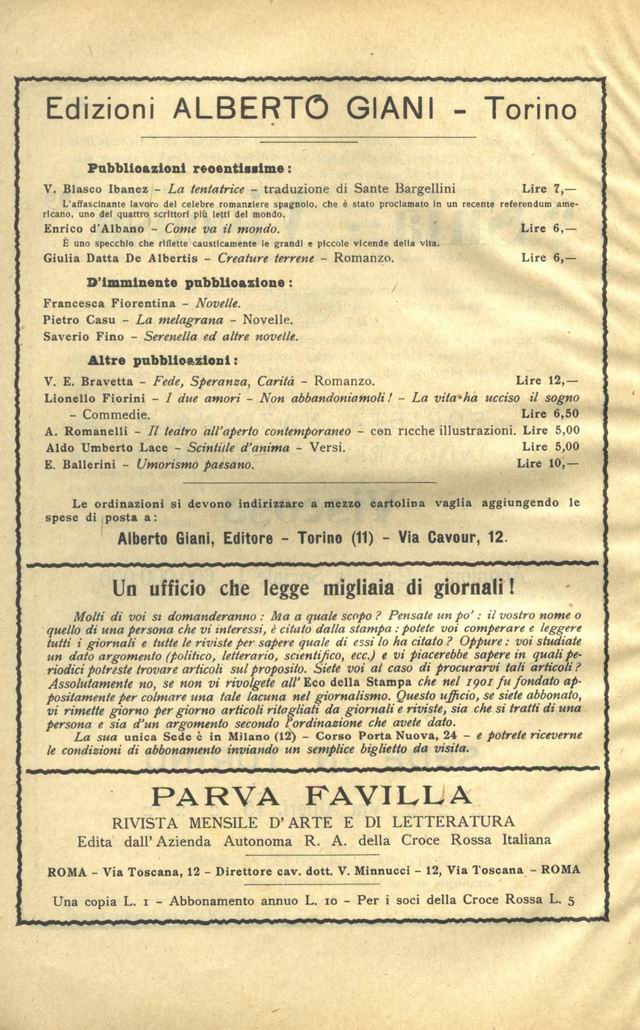 Edizioni ALBERTO GIANI – Torino
Pubblicazioni recentissime:
V. Blasco Ibanez – La tentatrice – traduzione di Sante Bargellini Lire 7,—
L'affascinante lavoro del celebre romanziere spagnolo, che è stato proclamato in un recente referendum ame-
ricano, uno dei quattro scrittori più letti del mondo.
Enrico d'Albano – Come va il mondo. Lire 6,—
È uno specchio che riflette causticamente le grandi e piccole vicende della vita.
Giulia Datta De Albertis – Creature terrene – Romanzo. Lire 6,—
D'imminente pubblicazione:
Francesca Fiorentina – Novelle.
Pietro Casu – La melagrana – Novelle.
Saverio Fino – Serenella ed altre novelle.
Altre pubblicazioni:
V. E. Bravetta – Fede, Speranza, Carità – Romanzo. Lire 12,—
Lionello Fiorini – I due amori – Non abbandoniamoli! – La vita ha ucciso il sogno
– Commedie. Lire 6,50
A. Romanelli – Il teatro all'aperto contemporaneo – con ricche illustrazioni. Lire 5,00
Aldo Umberto Lace – Scintille d'anima – Versi. Lire 5,00
E. Ballerini – Umorismo paesano. Lire 10,—
Le ordinazioni si devono indirizzare a mezzo cartolina vaglia aggiungendo le
spese di posta a:
Alberto Giani, Editore – Torino (11) – Via Cavour, 12.
Un ufficio che legge migliaia di giornali!
Molti di voi si domanderanno: Ma a quale scopo? Pensate un po': il vostro nome o
quello di una persona che vi interessi, è citato dalla stampa: potete voi comperare e leggere
tutti i giornali e tutte le riviste per sapere quale di essi lo ha citato? Oppure: voi studiate
un dato argomento (politico, letterario, scientifico, ecc.) e vi piacerebbe sapere in quali pe-
riodici potreste trovare articoli sul proposito. Siete voi al caso di procurarvi tali articoli?
Assolutamente no, se non vi rivolgete all'Eco della Stampa che nel 1901 fu fondato ap-
positamente per colmare una tale lacuna nel giornalismo. Questo ufficio, se siete abbonato,
vi rimette giorno per giorno articoli ritagliati da giornali e riviste, sia che si tratti di una
persona e sia d'un argomento secondo l'ordinazione che avete dato.
La sua unica Sede è in Milano (12) – Corso Porta Nuova, 24 – e potrete riceverne
le condizioni di abbonamento inviando un semplice biglietto da visita.
PARVA FAVILLA
RIVISTA MENSILE D'ARTE E DI LETTERATURA
Edita dall'Azienda Autonoma R. A. della Croce Rossa Italiana
ROMA – Via Toscana, 12 – Direttore cav. dott. V. Minnucci – 12, Via Toscana – ROMA
Una copia L. 1 – Abbonamento annuo L. 10 – Per i soci della Croce Rossa L. 5